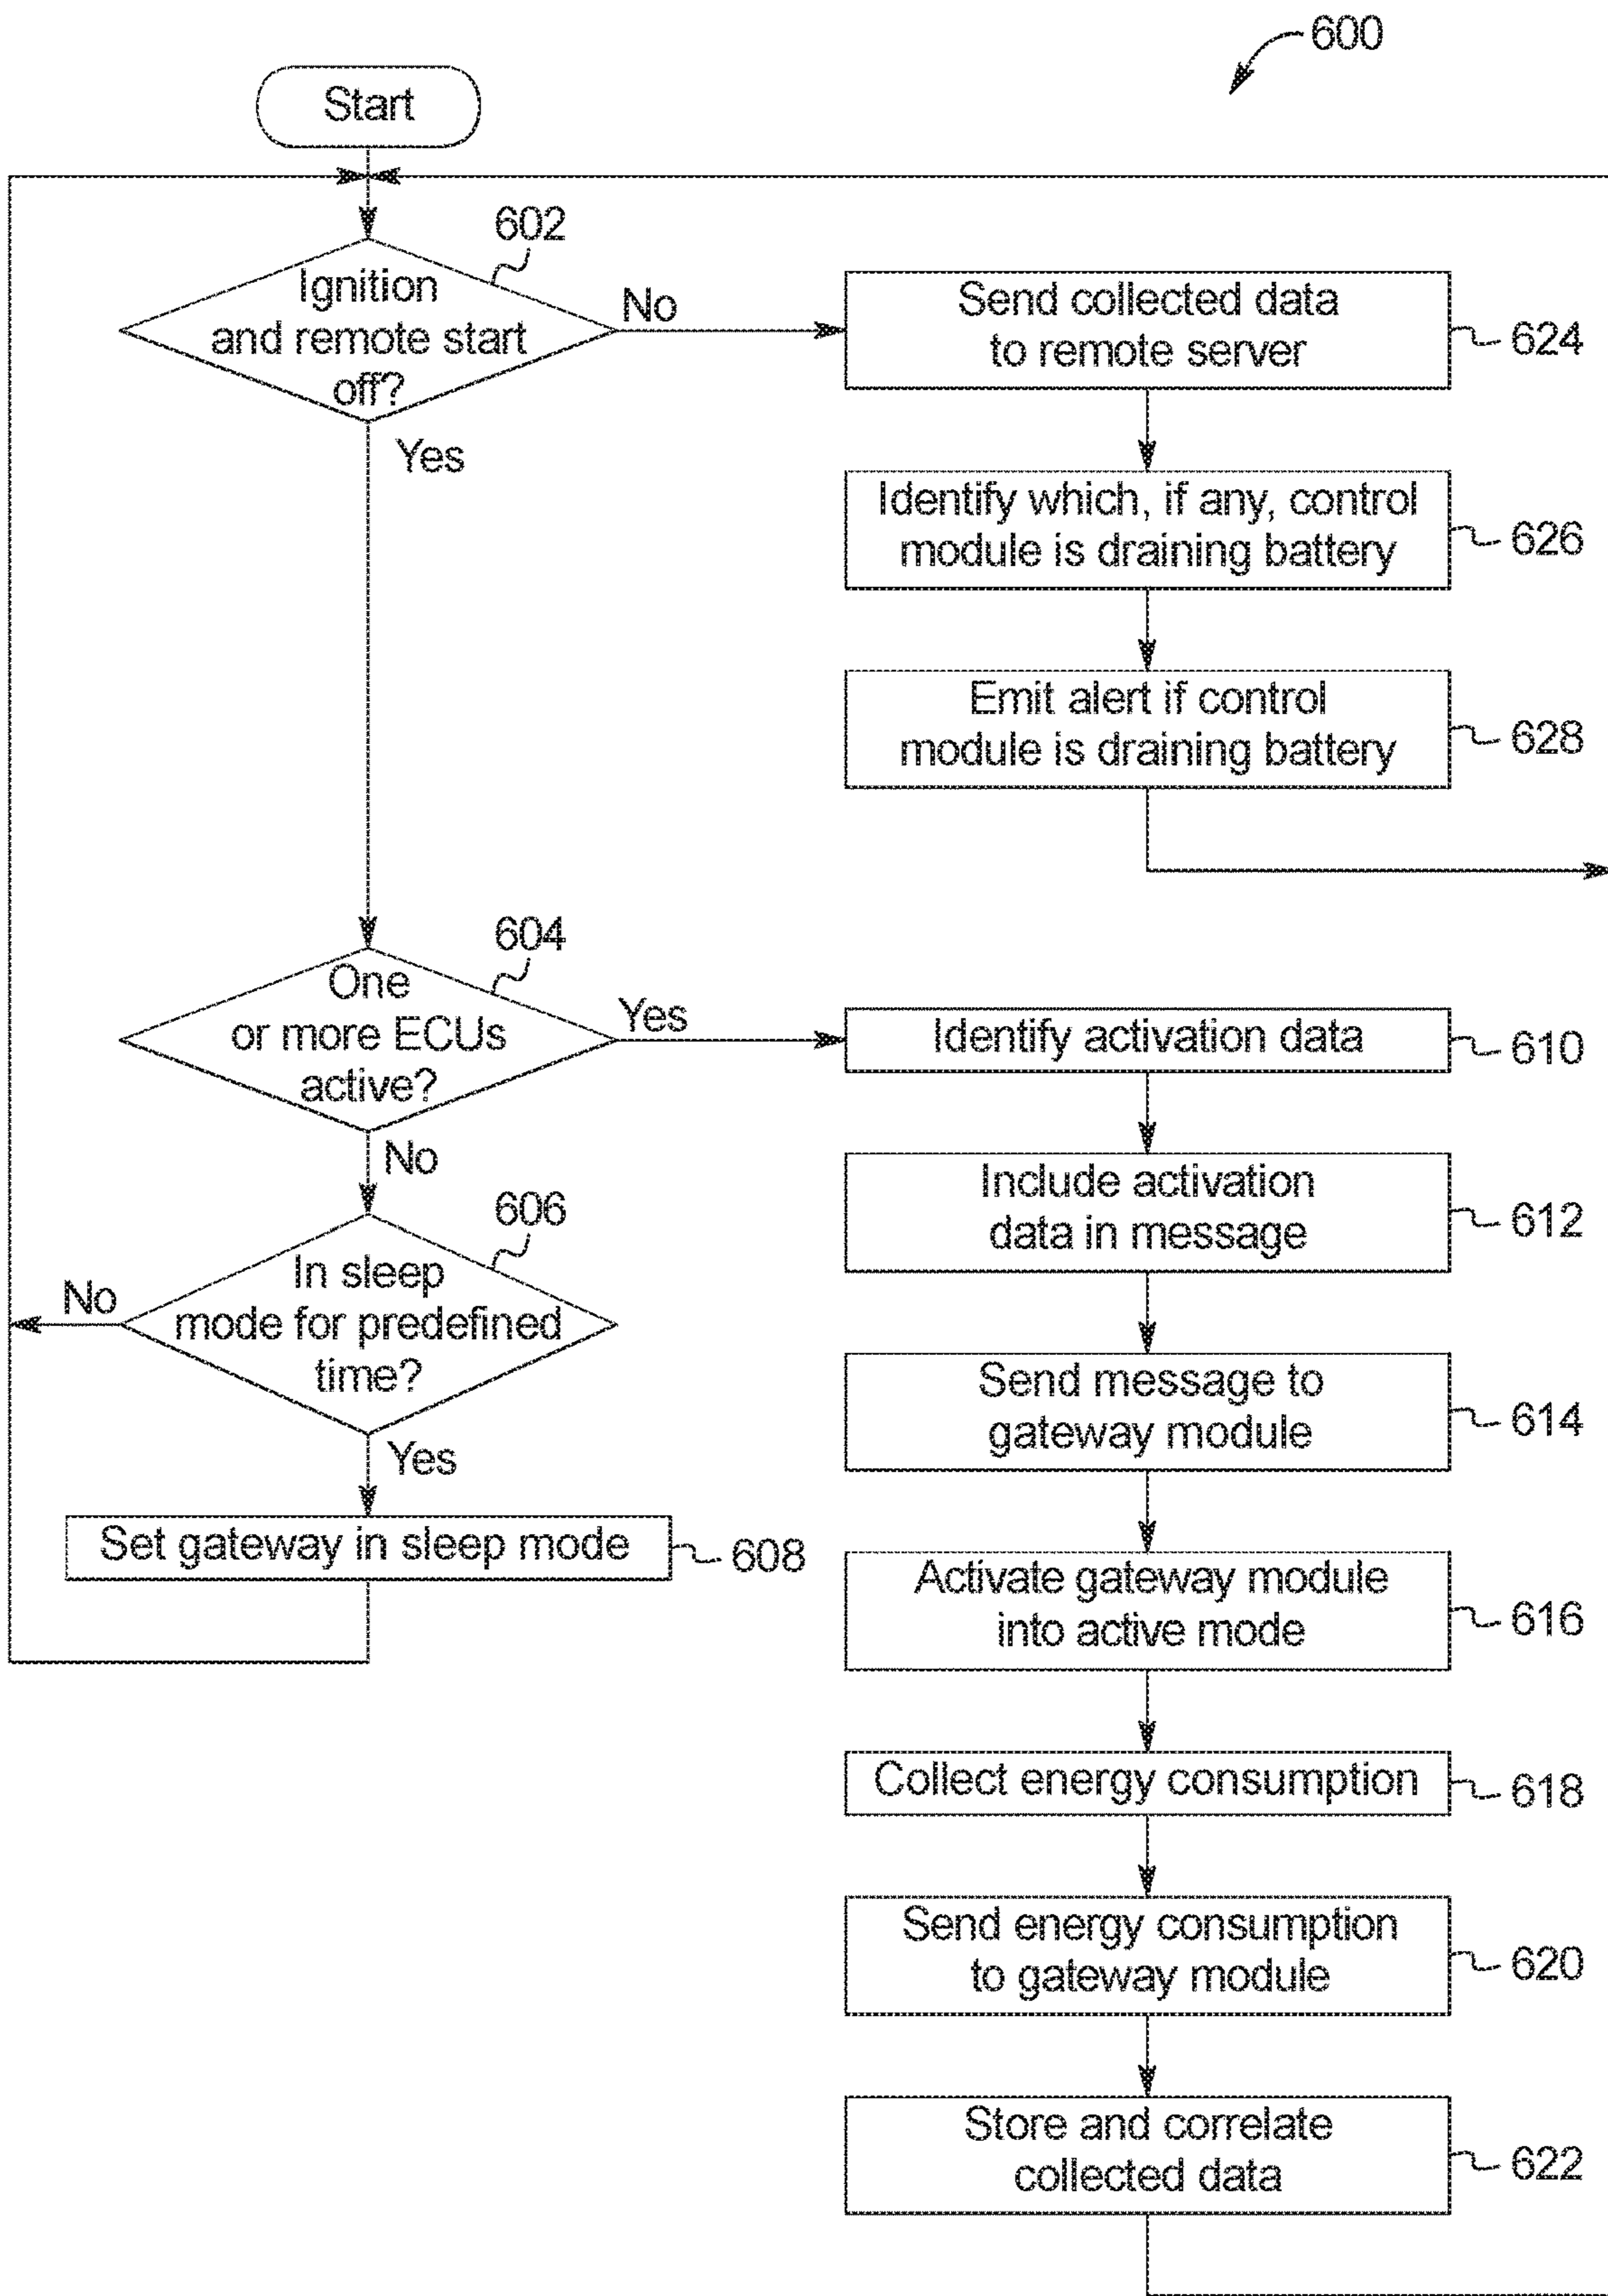 600
Start
602
Ignition
and remote start
off?
No
Yes
Send collected data
to remote server
624
Identify which, if any, control
module is draining battery
626
Emit alert if control
module is draining battery
628
604
One
or more ECUs
active?
Yes
No
Identify activation data
610
606
In sleep
mode for predefined
time?
No
Yes
Include activation
data in message
612
Send message to
gateway module
614
Set gateway in sleep mode
608
Activate gateway module
into active mode
616
Collect energy consumption
618
Send energy consumption
to gateway module
620
Store and correlate
collected data
622